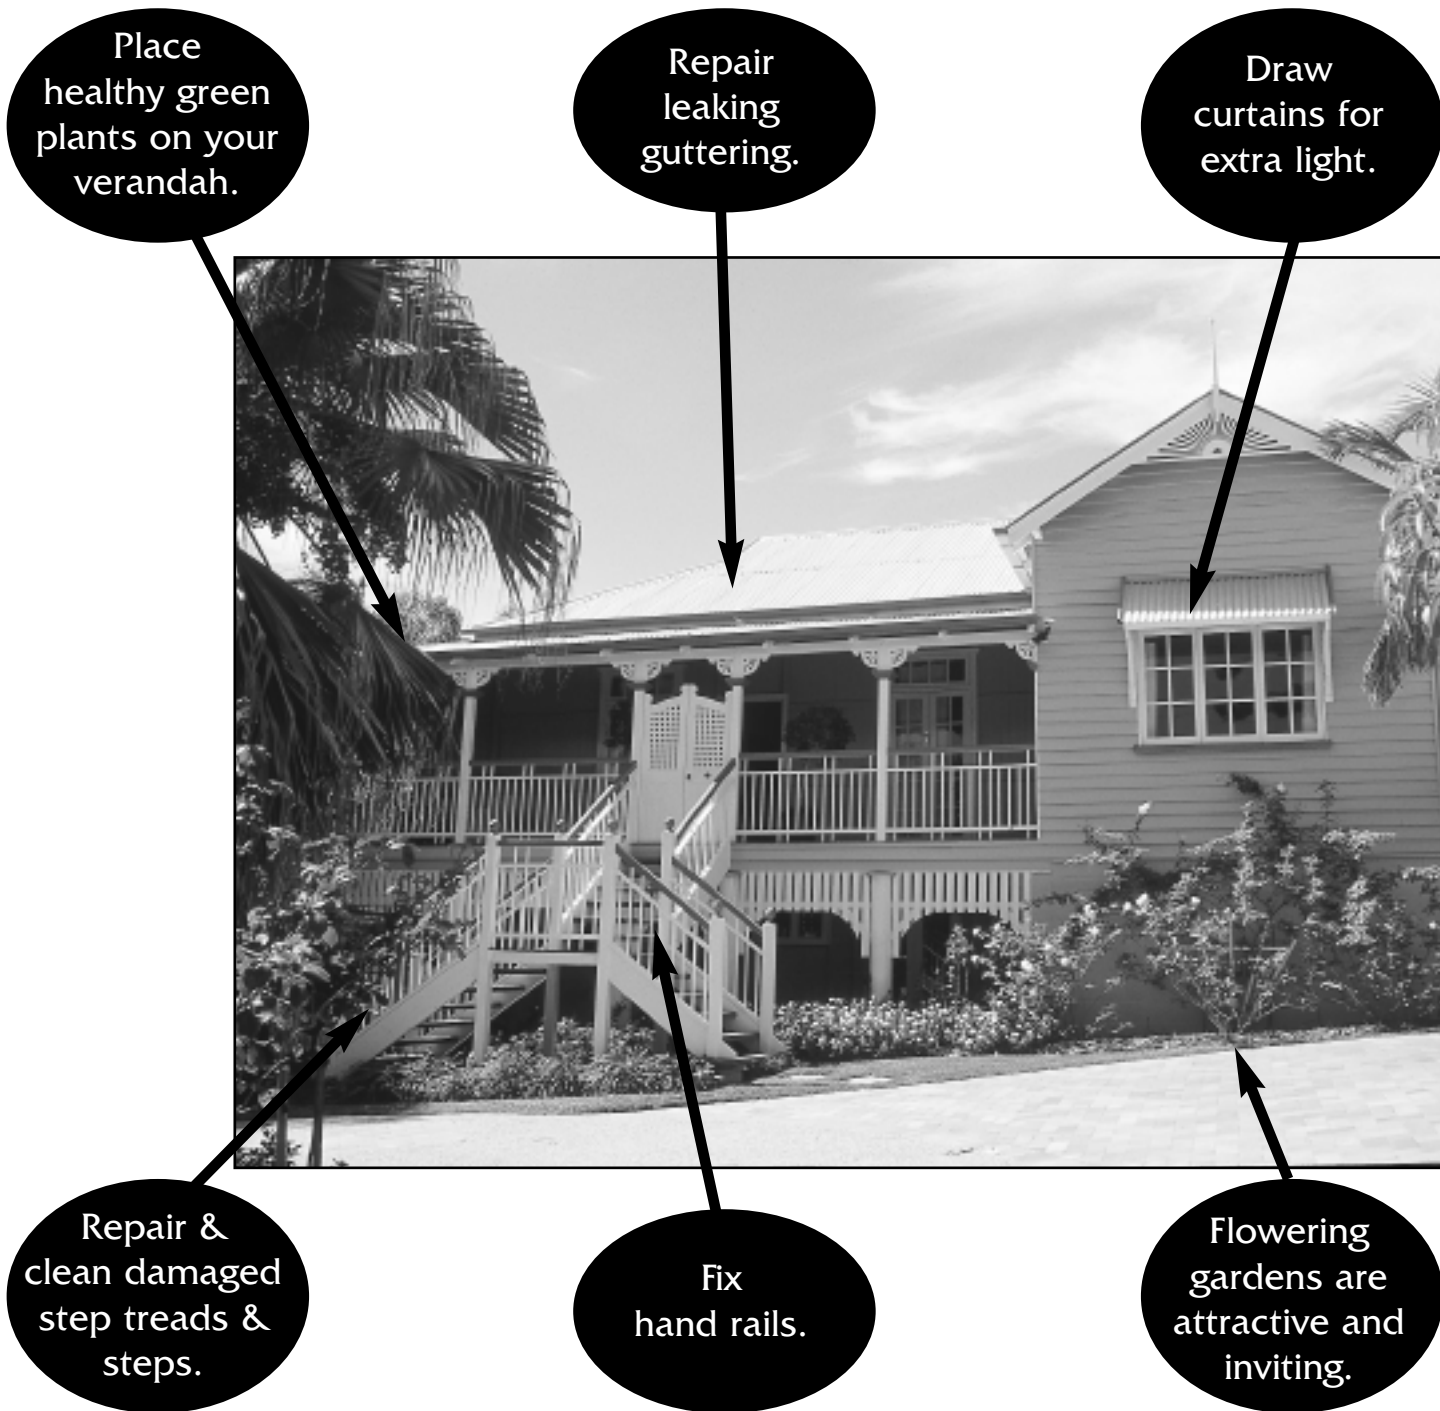 Place
healthy green
plants on your
verandah.
Repair
leaking
guttering.
Draw
curtains for
extra light.
Repair &
clean damaged
step treads &
steps.
Fix
hand rails.
Flowering
gardens are
attractive and
inviting.